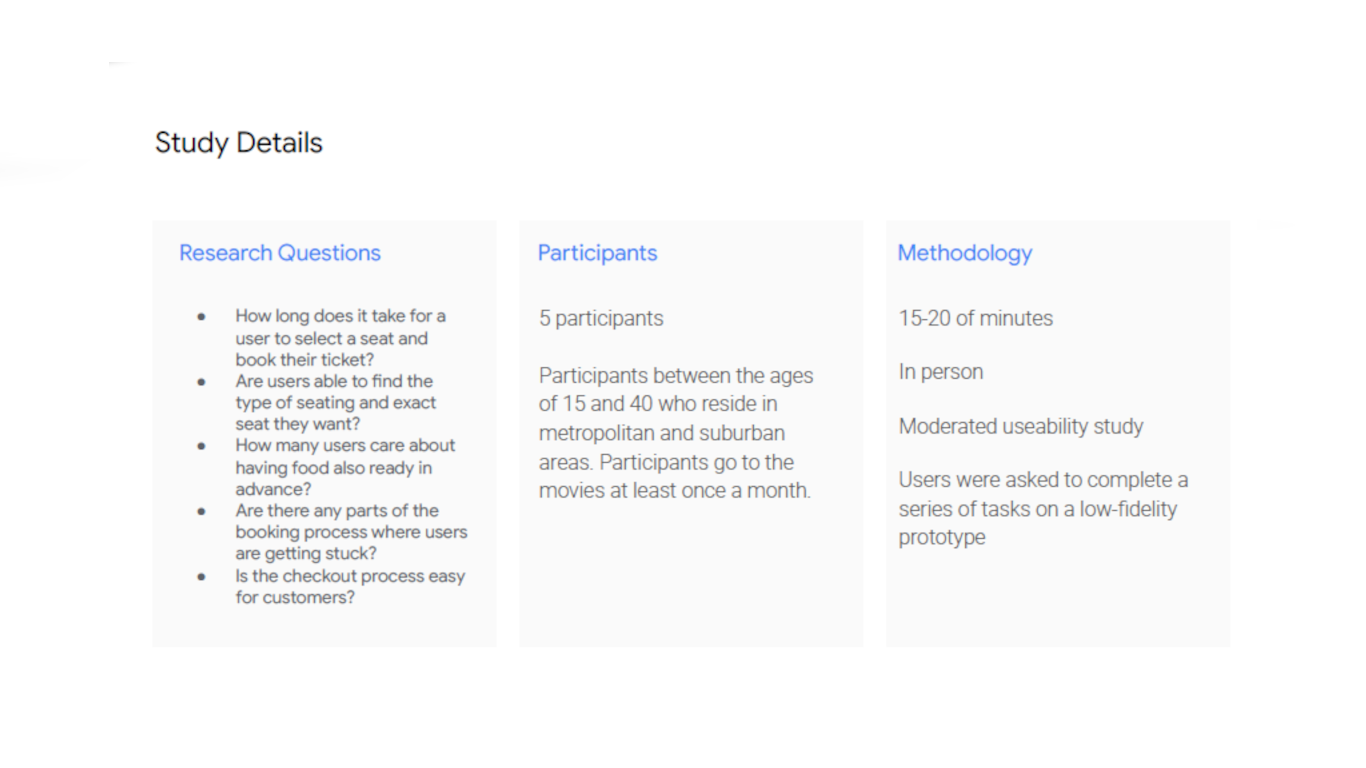 Study Details
Research Questions
● How long does it take for a
user to select a seat and
book their ticket?
● Are users able to find the
type of seating and exact
seat they want?
● How many users care about
having food also ready in
advance?
● Are there any parts of the
booking process where users
are getting stuck?
● Is the checkout process easy
for customers?
Participants
5 participants
Participants between the ages
of 15 and 40 who reside in
metropolitan and suburban
areas. Participants go to the
movies at least once a month.
Methodology
15-20 of minutes
In person
Moderated useability study
Users were asked to complete a
series of tasks on a low-fidelity
prototype